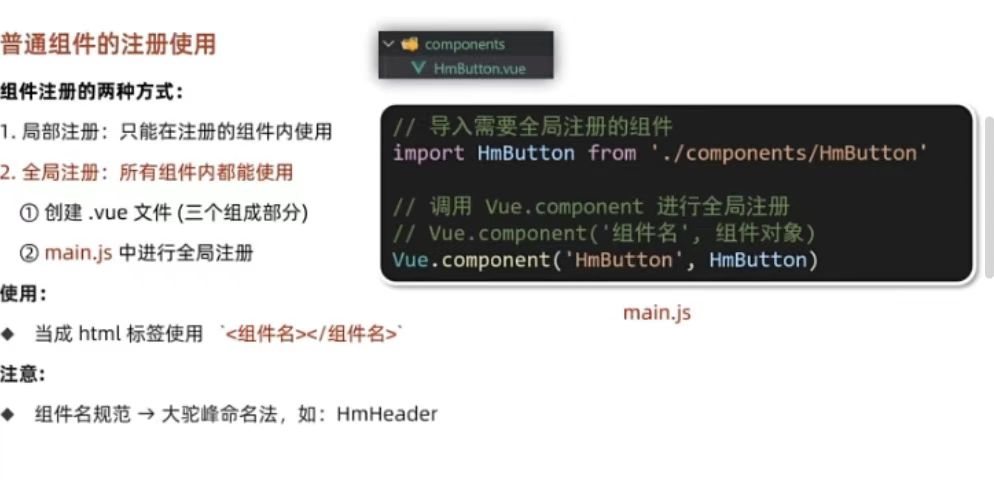 普通组件的注册使用
组件注册的两种方式：
1. 局部注册：只能在注册的组件内使用
2. 全局注册：所有组件内都能使用
① 创建 .vue 文件 (三个组成部分)
② main.js 中进行全局注册
使用：
◆ 当成 html 标签使用 `<组件名></组件名>`
注意：
◆ 组件名规范 → 大驼峰命名法，如：HmHeader
components
HmButton.vue
// 导入需要全局注册的组件
import HmButton from './components/HmButton'
// 调用 Vue.component 进行全局注册
// Vue.component('组件名', 组件对象)
Vue.component('HmButton', HmButton)
main.js